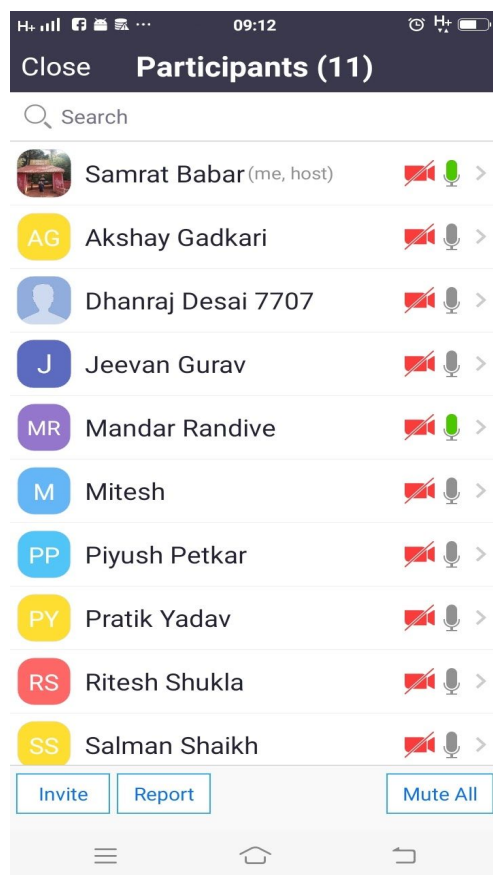 H+ 09:12 H+
Close Participants (11)
Search
Samrat Babar (me, host)
AG Akshay Gadkari
Dhanraj Desai 7707
J Jeevan Gurav
MR Mandar Randive
M Mitesh
PP Piyush Petkar
PY Pratik Yadav
RS Ritesh Shukla
SS Salman Shaikh
Invite Report Mute All